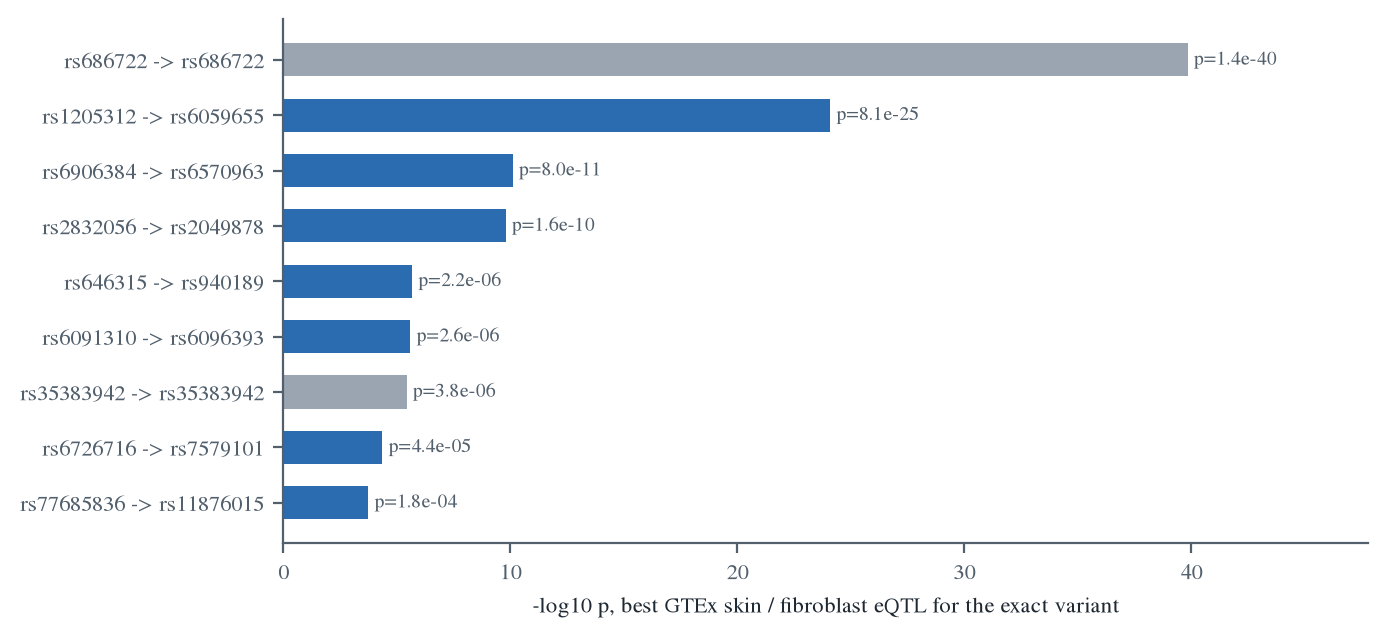 rs686722 -> rs686722
p=1.4e-40
rs1205312 -> rs6059655
p=8.1e-25
rs6906384 -> rs6570963
p=8.0e-11
rs2832056 -> rs2049878
p=1.6e-10
rs646315 -> rs940189
p=2.2e-06
rs6091310 -> rs6096393
p=2.6e-06
rs35383942 -> rs35383942
p=3.8e-06
rs6726716 -> rs7579101
p=4.4e-05
rs77685836 -> rs11876015
p=1.8e-04
0 10 20 30 40
-log10 p, best GTEx skin / fibroblast eQTL for the exact variant